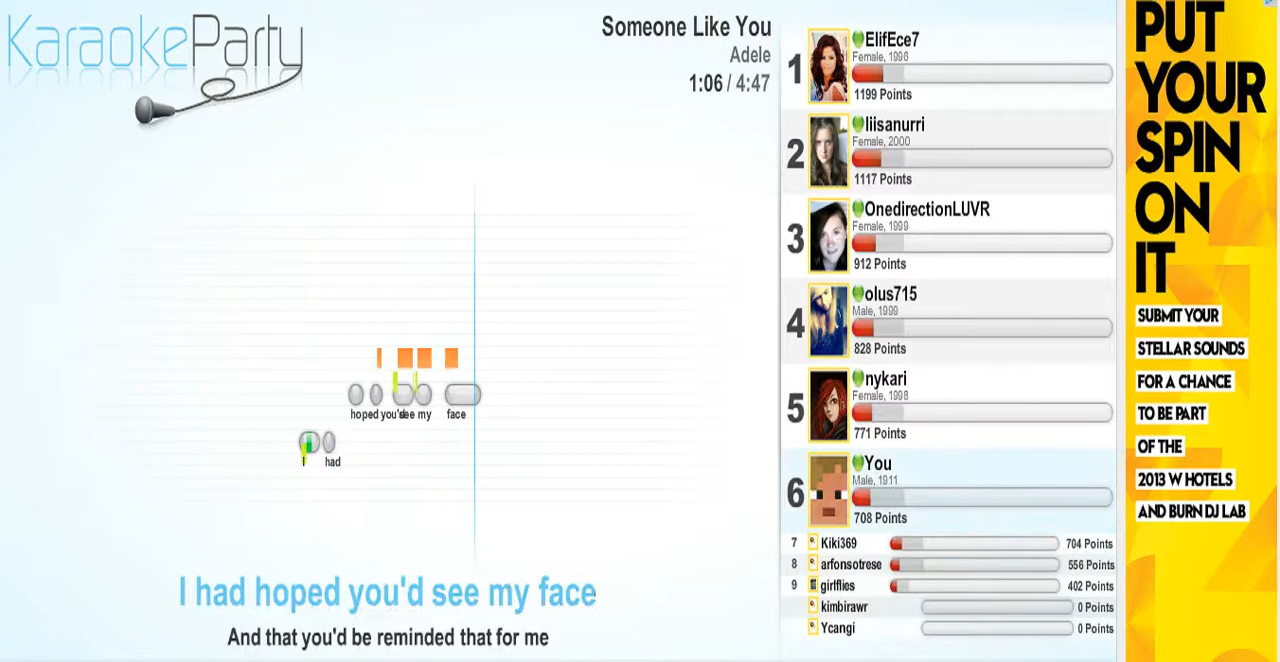 KaraokeParty
Someone Like You
Adele
1:06 / 4:47
hoped you'd see my face
I had
I had hoped you'd see my face
And that you'd be reminded that for me
1 ElifEce7
Female, 1996
1199 Points
2 liisanurri
Female, 2000
1117 Points
3 OnedirectionLUVR
Female, 1999
912 Points
4 olus715
Male, 1999
828 Points
5 nykari
Female, 1998
771 Points
6 You
Male, 1911
708 Points
7 Kiki369 704 Points
8 arfonsotrese 556 Points
9 girlflies 402 Points
kimbirawr 0 Points
Ycangi 0 Points
PUT
YOUR
SPIN
ON
IT
SUBMIT YOUR
STELLAR SOUNDS
FOR A CHANCE
TO BE PART
OF THE
2013 W HOTELS
AND BURN DJ LAB